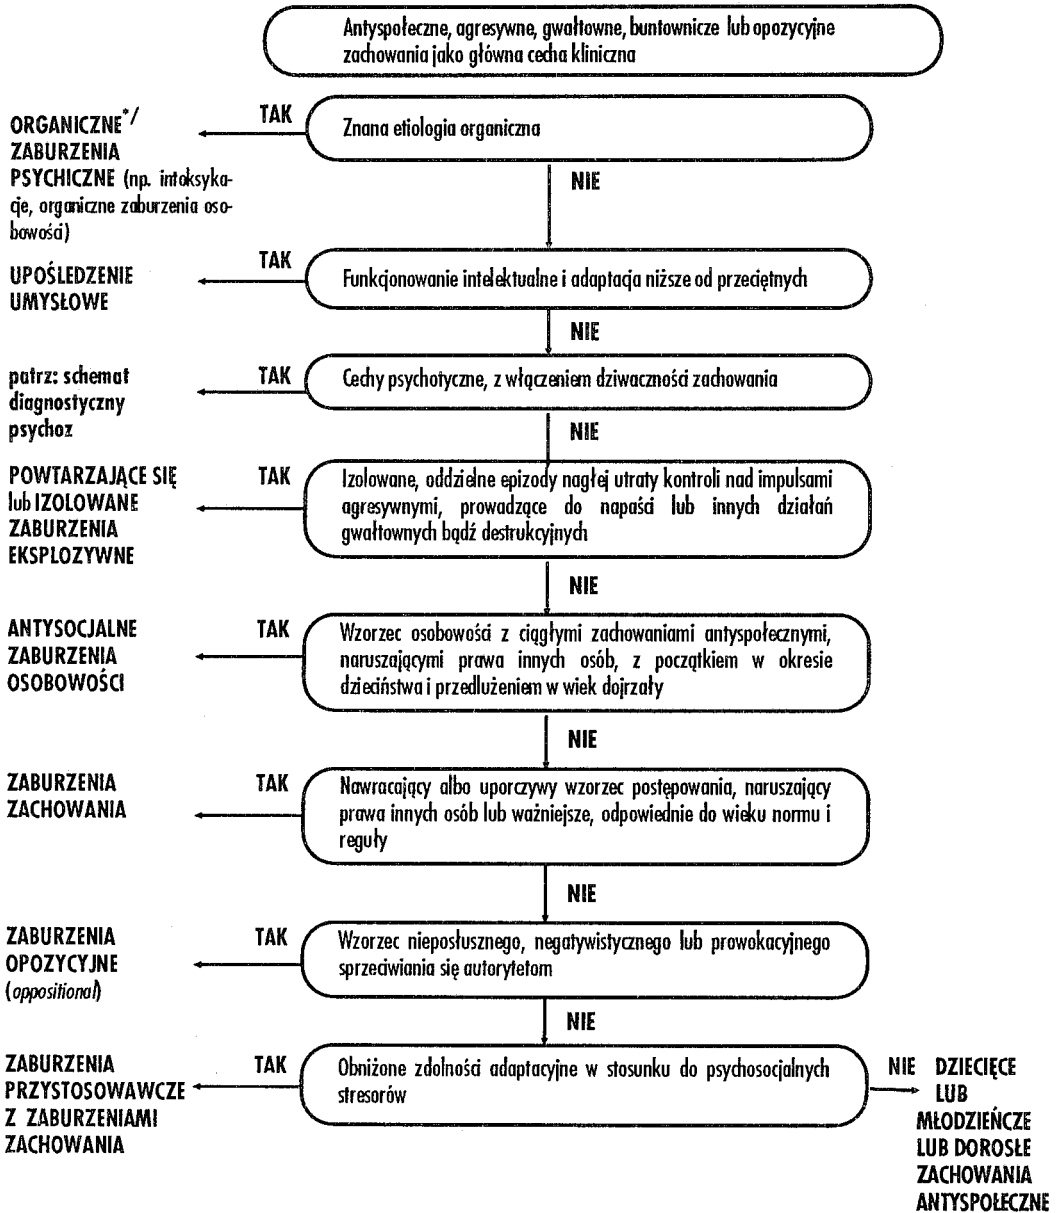 Antyspołeczne, agresywne, gwałtowne, buntownicze lub opozycyjne
zachowania jako główna cecha kliniczna
ORGANICZNE*/
ZABURZENIA
PSYCHICZNE (np. intoksyka-
cje, organiczne zaburzenia oso-
bowości)
TAK
Znana etiologia organiczna
NIE
UPOŚLEDZENIE
UMYSŁOWE
TAK
Funkcjonowanie intelektualne i adaptacja niższe od przeciętnych
NIE
patrz: schemat
diagnostyczny
psychoz
TAK
Cechy psychotyczne, z włączeniem dziwaczności zachowania
NIE
POWTARZAJĄCE SIĘ
lub IZOLOWANE
ZABURZENIA
EKSPLOZYWNE
TAK
Izolowane, oddzielne epizody nagłej utraty kontroli nad impulsami
agresywnymi, prowadzące do napaści lub innych działań
gwałtownych bądź destrukcyjnych
NIE
ANTYSOCJALNE
ZABURZENIA
OSOBOWOŚCI
TAK
Wzorzec osobowości z ciągłymi zachowaniami antyspołecznymi,
naruszającymi prawa innych osób, z początkiem w okresie
dzieciństwa i przedlużeniem w wiek dojrzały
NIE
ZABURZENIA
ZACHOWANIA
TAK
Nawracający albo uporczywy wzorzec postępowania, naruszający
prawa innych osób lub ważniejsze, odpowiednie do wieku normu i
reguły
NIE
ZABURZENIA
OPOZYCYJNE
(oppositional)
TAK
Wzorzec nieposłusznego, negatywistycznego lub prowokacyjnego
sprzeciwiania się autorytetom
NIE
ZABURZENIA
PRZYSTOSOWAWCZE
Z ZABURZENIAMI
ZACHOWANIA
TAK
Obniżone zdolności adaptacyjne w stosunku do psychosocjalnych
stresorów
NIE DZIECIĘCE
LUB
MŁODZIEŃCZE
LUB DOROSŁE
ZACHOWANIA
ANTYSPOŁECZNE